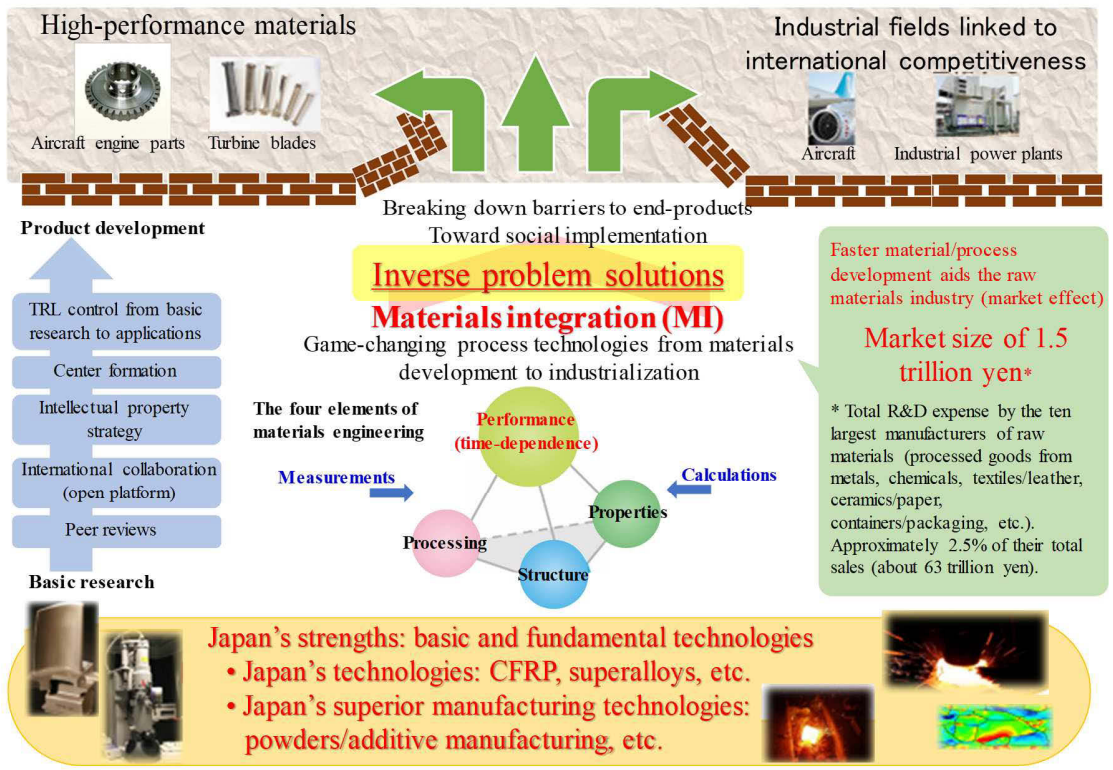 High-performance materials
Aircraft engine parts
Turbine blades
Industrial fields linked to
international competitiveness
Aircraft
Industrial power plants
Breaking down barriers to end-products
Toward social implementation
Inverse problem solutions
Materials integration (MI)
Game-changing process technologies from materials
development to industrialization
Product development
TRL control from basic
research to applications
Center formation
Intellectual property
strategy
International collaboration
(open platform)
Peer reviews
Basic research
The four elements of
materials engineering
Performance
(time-dependence)
Measurements
Calculations
Properties
Processing
Structure
Faster material/process
development aids the raw
materials industry (market effect)
Market size of 1.5
trillion yen*
* Total R&D expense by the ten
largest manufacturers of raw
materials (processed goods from
metals, chemicals, textiles/leather,
ceramics/paper,
containers/packaging, etc.).
Approximately 2.5% of their total
sales (about 63 trillion yen).
Japan's strengths: basic and fundamental technologies
• Japan's technologies: CFRP, superalloys, etc.
• Japan's superior manufacturing technologies:
powders/additive manufacturing, etc.